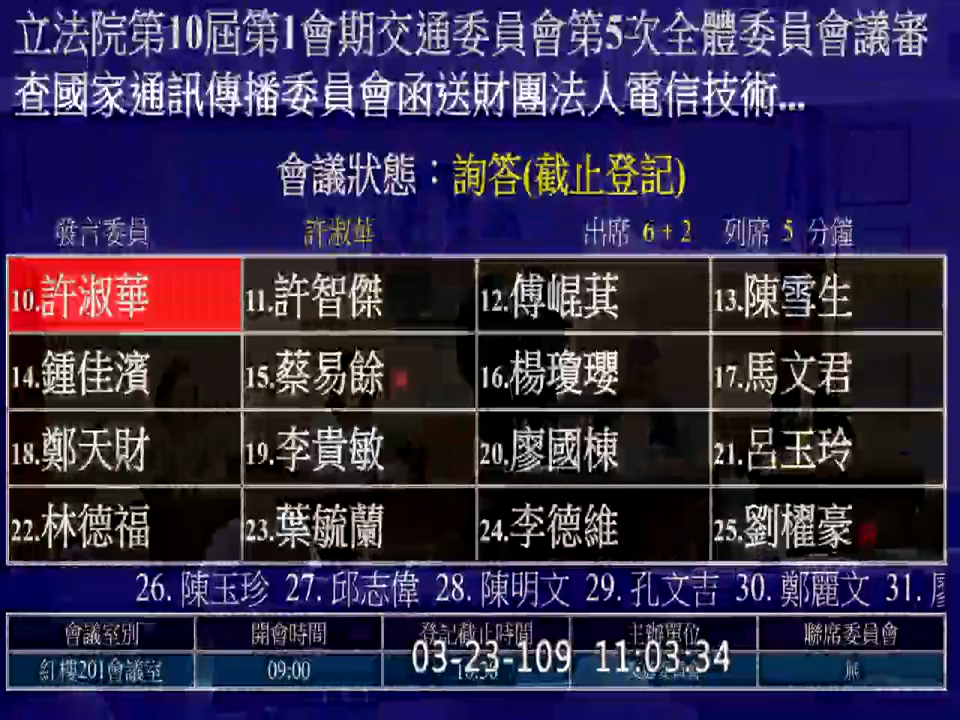 立法院第10屆第1會期交通委員會第5次全體委員會議審
查國家通訊傳播委員會函送財團法人電信技術...
會議狀態：詢答(截止登記)
發言委員 許淑華 出席 6 + 2 列席 5 分鐘
10.許淑華 11.許智傑 12.傅崐萁 13.陳雪生
14.鍾佳濱 15.蔡易餘 16.楊瓊瓔 17.馬文君
18.鄭天財 19.李貴敏 20.廖國棟 21.呂玉玲
22.林德福 23.葉毓蘭 24.李德維 25.劉櫂豪
26. 陳玉珍 27. 邱志偉 28. 陳明文 29. 孔文吉 30. 鄭麗文 31.
會議室別 開會時間 登記截止時間 主辦單位 聯席委員會
紅樓201會議室 09:00
03-23-109 11:03:34